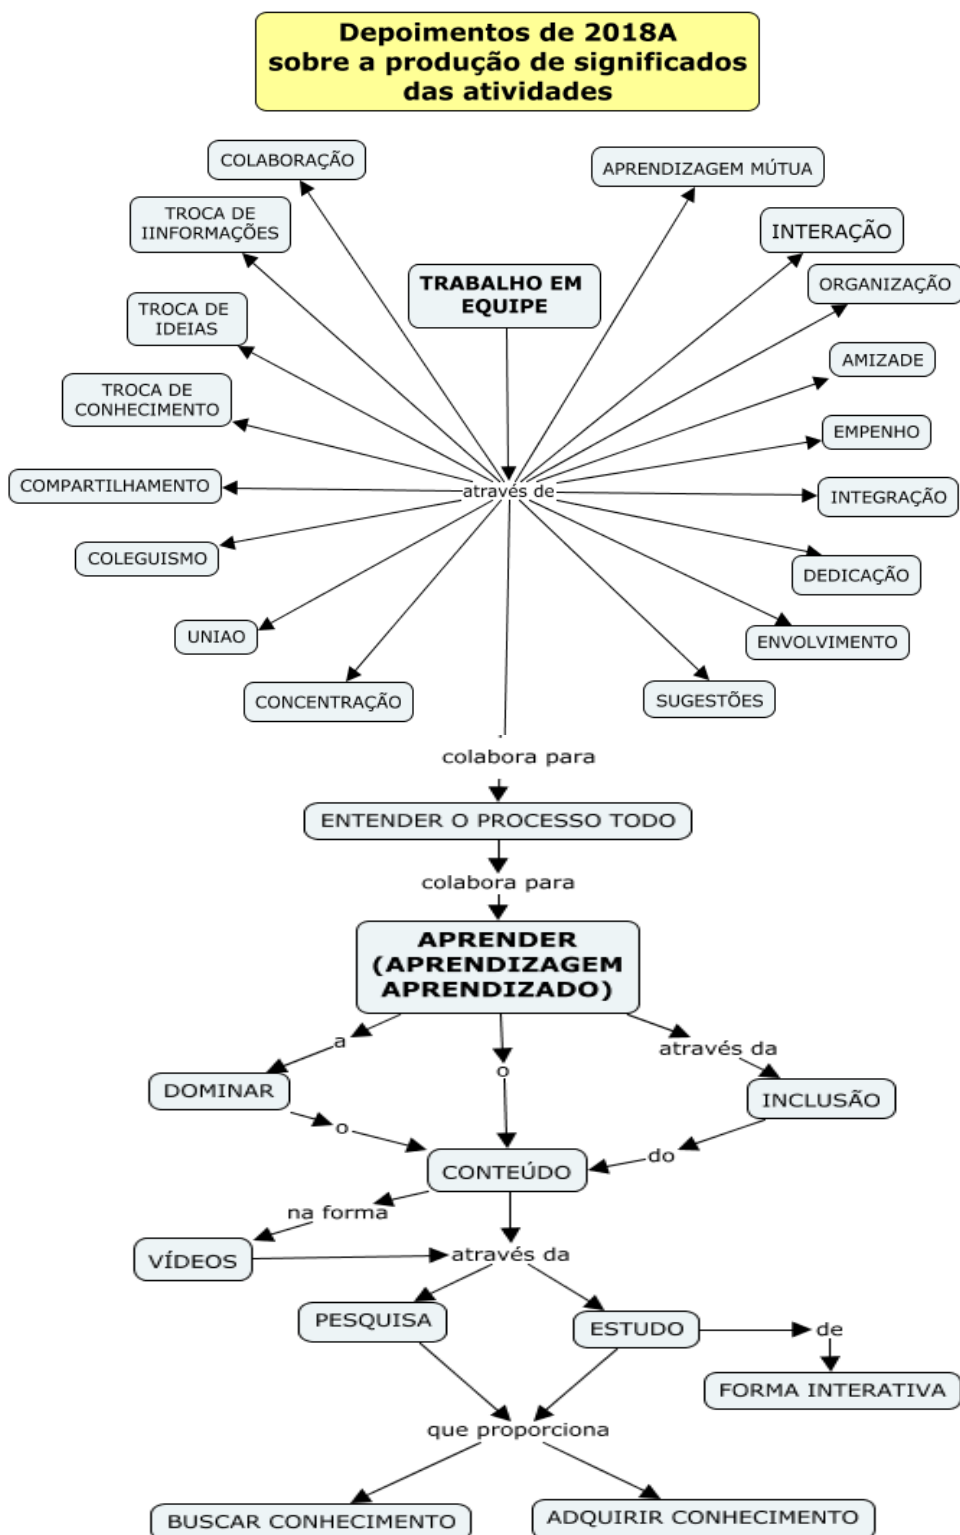 Depoimentos de 2018A
sobre a produção de significados
das atividades
COLABORAÇÃO
APRENDIZAGEM MÚTUA
TROCA DE
IINFORMAÇÕES
INTERAÇÃO
TRABALHO EM
EQUIPE
ORGANIZAÇÃO
TROCA DE
IDEIAS
AMIZADE
TROCA DE
CONHECIMENTO
EMPENHO
COMPARTILHAMENTO
através de
INTEGRAÇÃO
COLEGUISMO
DEDICAÇÃO
UNIAO
ENVOLVIMENTO
CONCENTRAÇÃO
SUGESTÕES
colabora para
ENTENDER O PROCESSO TODO
colabora para
APRENDER
(APRENDIZAGEM
APRENDIZADO)
a
o
através da
DOMINAR
INCLUSÃO
o
do
CONTEÚDO
na forma
VÍDEOS
através da
PESQUISA
ESTUDO
de
FORMA INTERATIVA
que proporciona
BUSCAR CONHECIMENTO
ADQUIRIR CONHECIMENTO